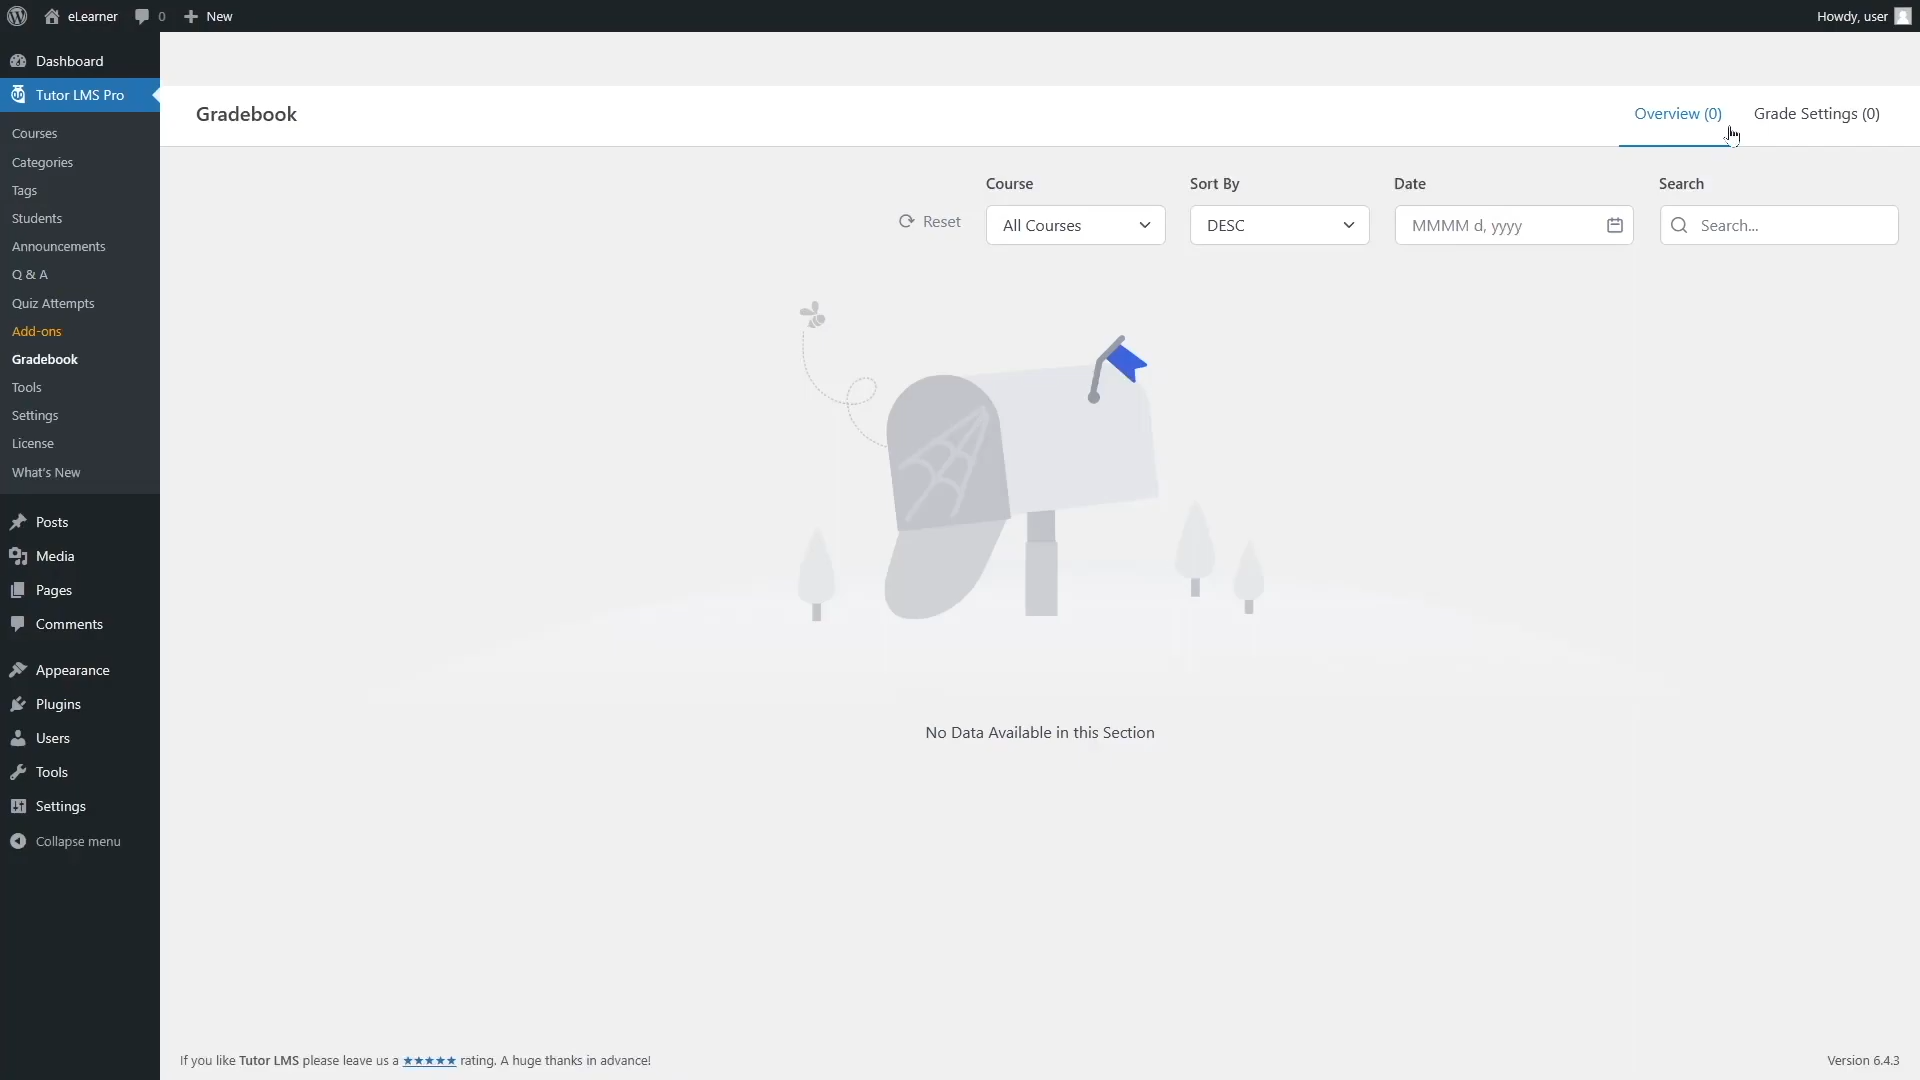 eLearner 0 New Howdy, user
Dashboard
Tutor LMS Pro
Courses
Categories
Tags
Students
Announcements
Q & A
Quiz Attempts
Add-ons
Gradebook
Tools
Settings
License
What's New
Posts
Media
Pages
Comments
Appearance
Plugins
Users
Tools
Settings
Collapse menu
Gradebook
Overview (0) Grade Settings (0)
Course Sort By Date Search
Reset All Courses DESC MMMM d, yyyy Search...
No Data Available in this Section
If you like Tutor LMS please leave us a ★★★★★ rating. A huge thanks in advance!
Version 6.4.3